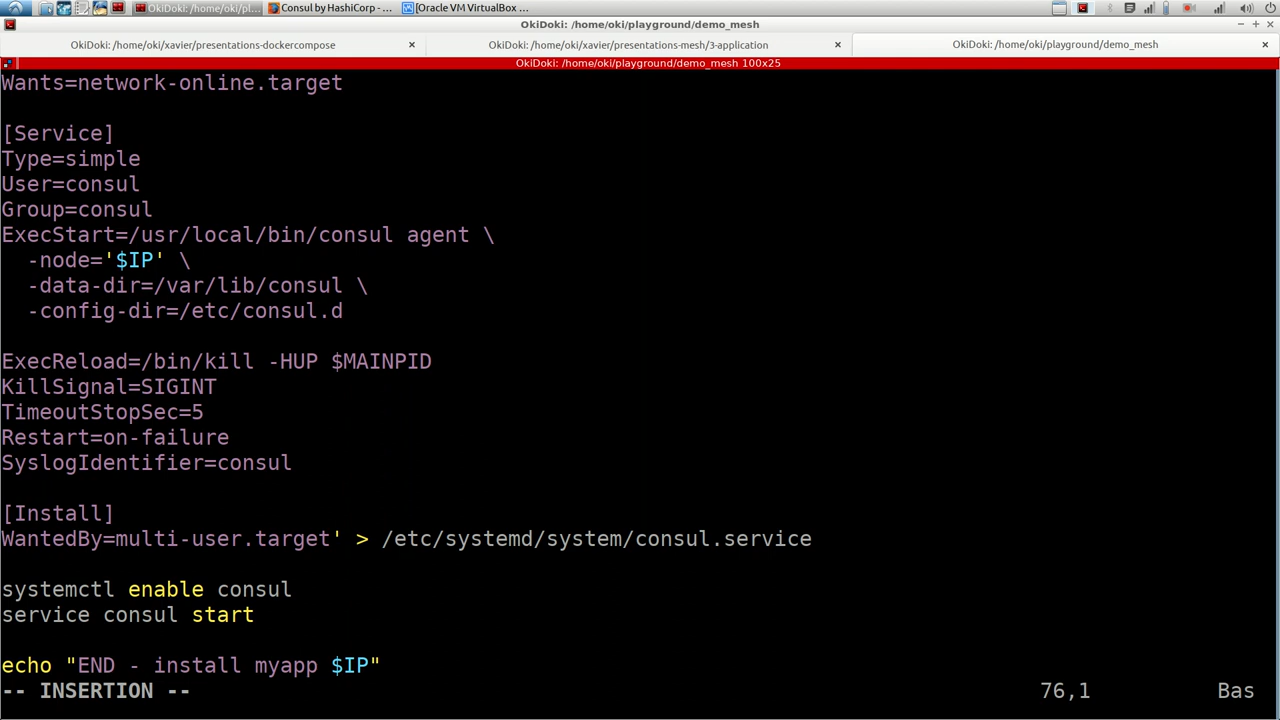 OkiDoki: /home/oki/pl...
Consul by HashiCorp - ...
[Oracle VM VirtualBox ...
OkiDoki: /home/oki/playground/demo_mesh
OkiDoki: /home/oki/xavier/presentations-dockercompose
OkiDoki: /home/oki/xavier/presentations-mesh/3-application
OkiDoki: /home/oki/playground/demo_mesh
OkiDoki: /home/oki/playground/demo_mesh 100x25
Wants=network-online.target
[Service]
Type=simple
User=consul
Group=consul
ExecStart=/usr/local/bin/consul agent \
-node='$IP' \
-data-dir=/var/lib/consul \
-config-dir=/etc/consul.d
ExecReload=/bin/kill -HUP $MAINPID
KillSignal=SIGINT
TimeoutStopSec=5
Restart=on-failure
SyslogIdentifier=consul
[Install]
WantedBy=multi-user.target' > /etc/systemd/system/consul.service
systemctl enable consul
service consul start
echo "END - install myapp $IP"
-- INSERTION -- 76,1 Bas